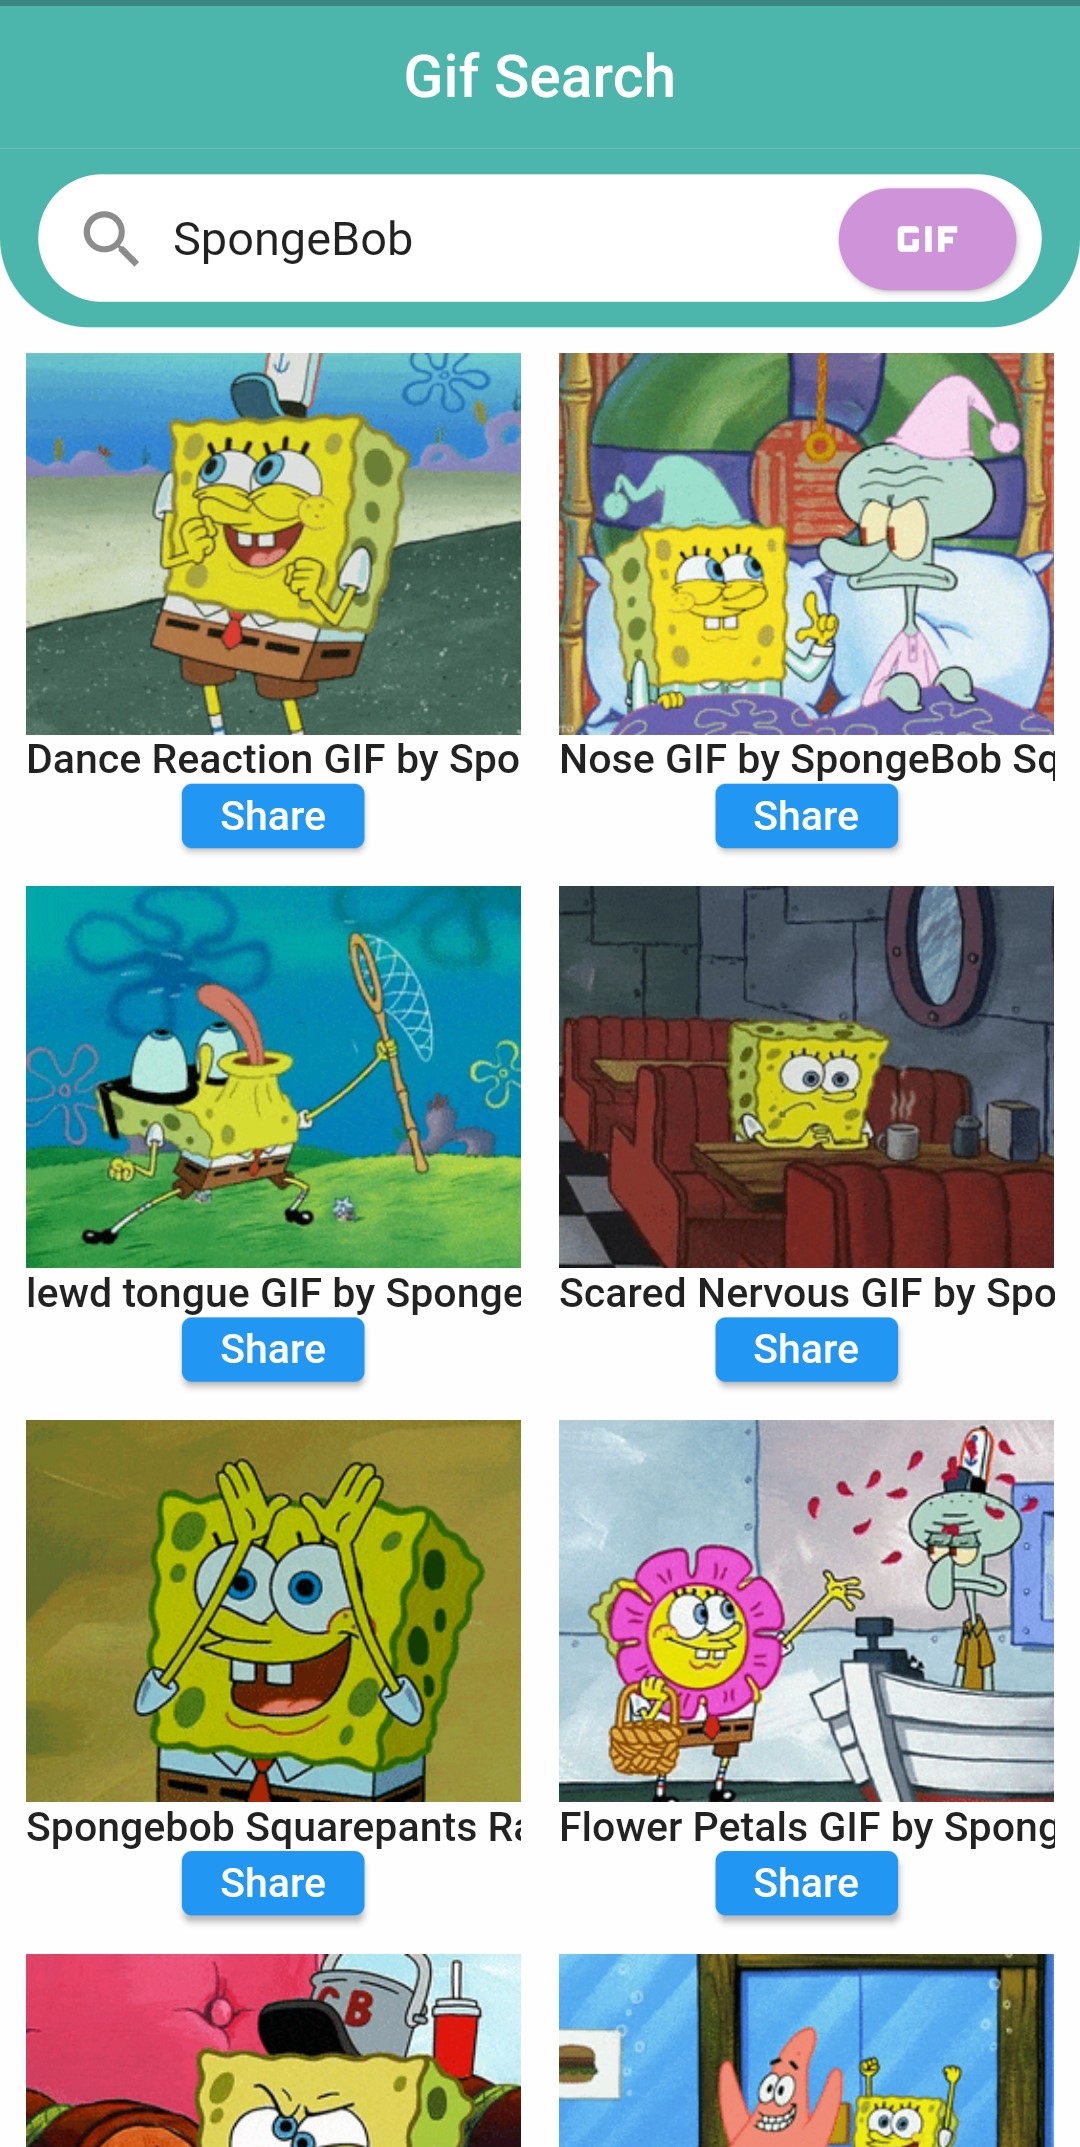 Gif Search
SpongeBob
GIF
Dance Reaction GIF by Spo
Nose GIF by SpongeBob Sq
Share
Share
lewd tongue GIF by Sponge
Scared Nervous GIF by Spo
Share
Share
Spongebob Squarepants Ra
Flower Petals GIF by Spong
Share
Share
CB